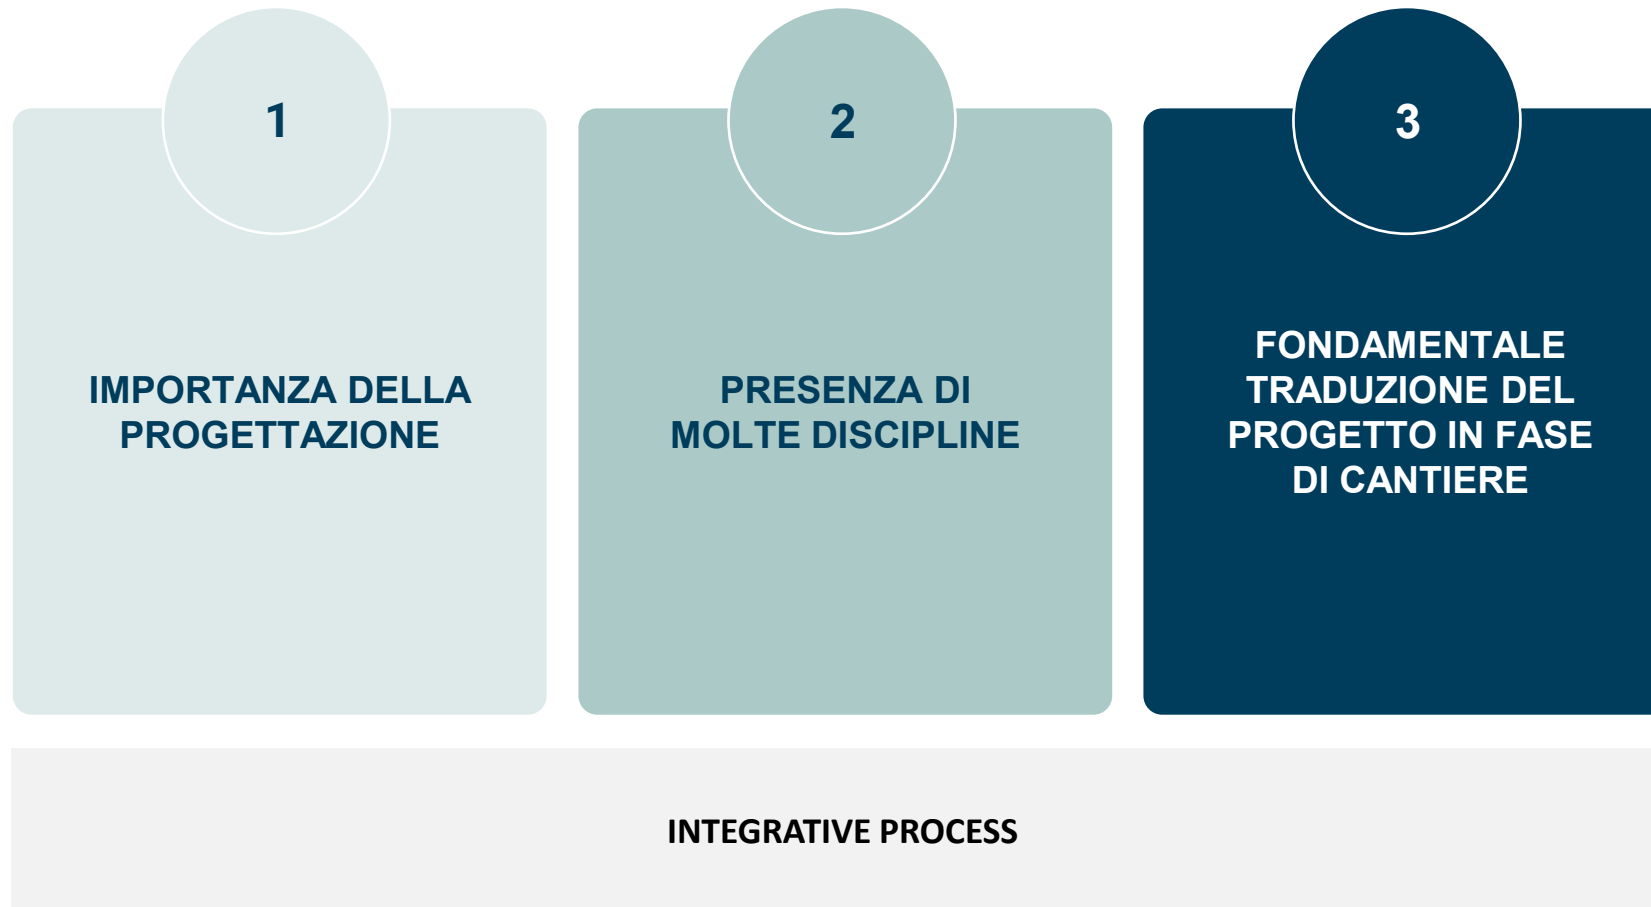 1
IMPORTANZA DELLA
PROGETTAZIONE
2
PRESENZA DI
MOLTE DISCIPLINE
3
FONDAMENTALE
TRADUZIONE DEL
PROGETTO IN FASE
DI CANTIERE
INTEGRATIVE PROCESS